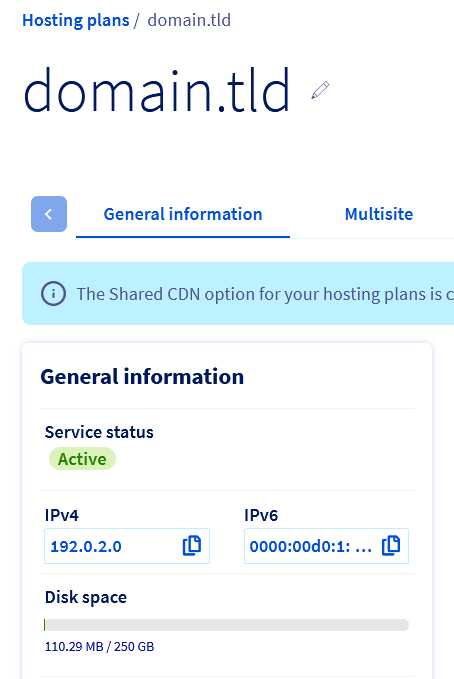 Hosting plans / domain.tld
domain.tld
General information Multisite
The Shared CDN option for your hosting plans is c
General information
Service status
Active
IPv4 IPv6
192.0.2.0 0000:00d0:1: ...
Disk space
110.29 MB / 250 GB